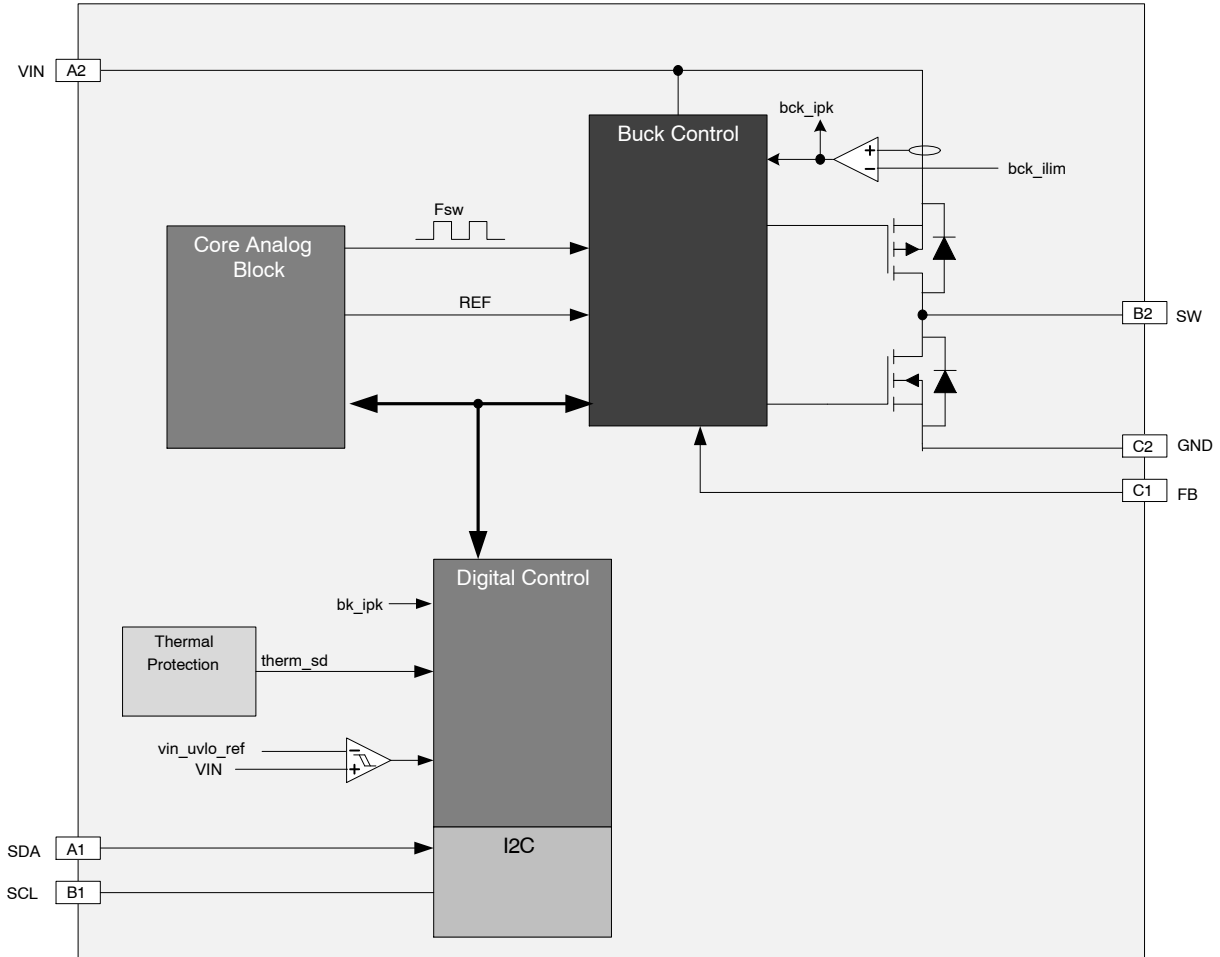 VIN A2
bck_ipk
Buck Control
+
−
bck_ilim
Fsw
Core Analog
Block
REF
B2 SW
C2 GND
C1 FB
Digital Control
bk_ipk
Thermal
Protection
therm_sd
vin_uvlo_ref
−
VIN
+
SDA A1
I2C
SCL B1